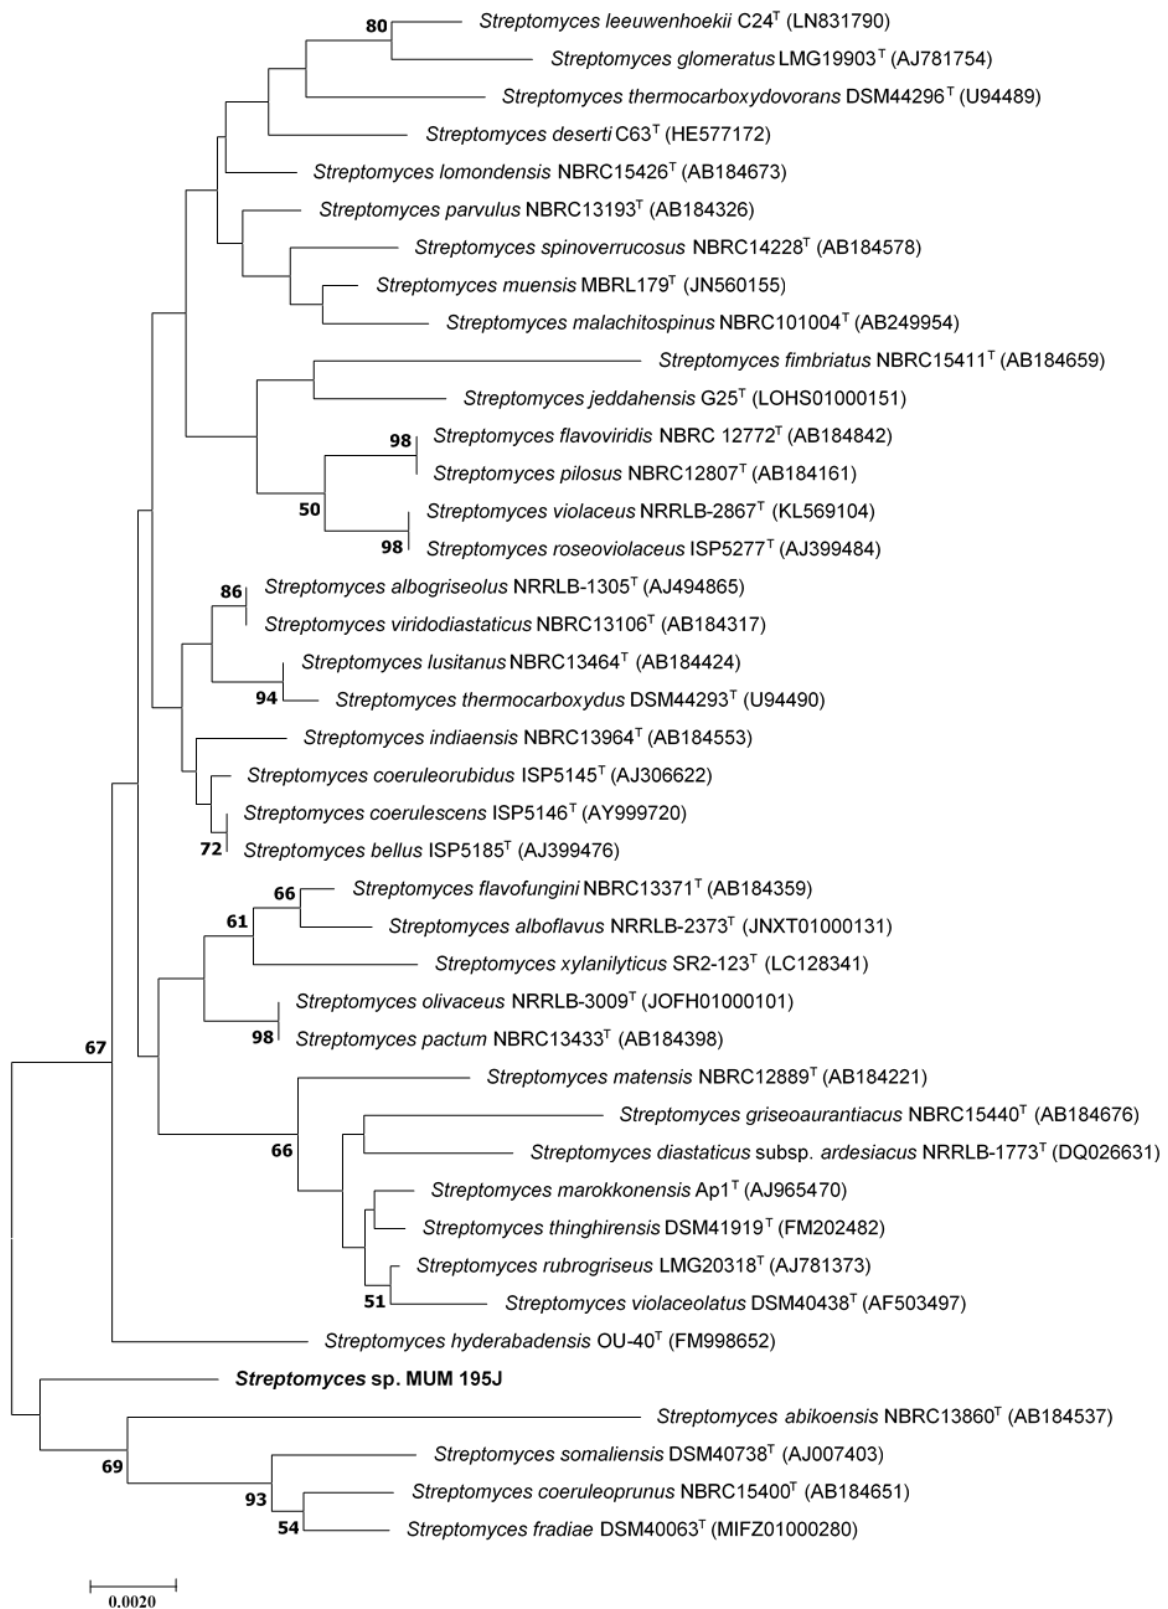 80
Streptomyces leeuwenhoekii C24ᵀ (LN831790)
Streptomyces glomeratus LMG19903ᵀ (AJ781754)
Streptomyces thermocarboxydovorans DSM44296ᵀ (U94489)
Streptomyces deserti C63ᵀ (HE577172)
Streptomyces lomondensis NBRC15426ᵀ (AB184673)
Streptomyces parvulus NBRC13193ᵀ (AB184326)
Streptomyces spinoverrucosus NBRC14228ᵀ (AB184578)
Streptomyces muensis MBRL179ᵀ (JN560155)
Streptomyces malachitospinus NBRC101004ᵀ (AB249954)
Streptomyces fimbriatus NBRC15411ᵀ (AB184659)
Streptomyces jeddahensis G25ᵀ (LOHS01000151)
98
Streptomyces flavoviridis NBRC 12772ᵀ (AB184842)
Streptomyces pilosus NBRC12807ᵀ (AB184161)
50
Streptomyces violaceus NRRLB-2867ᵀ (KL569104)
98
Streptomyces roseoviolaceus ISP5277ᵀ (AJ399484)
86
Streptomyces albogriseolus NRRLB-1305ᵀ (AJ494865)
Streptomyces viridodiastaticus NBRC13106ᵀ (AB184317)
Streptomyces lusitanus NBRC13464ᵀ (AB184424)
94
Streptomyces thermocarboxydus DSM44293ᵀ (U94490)
Streptomyces indiaensis NBRC13964ᵀ (AB184553)
Streptomyces coeruleorubidus ISP5145ᵀ (AJ306622)
Streptomyces coerulescens ISP5146ᵀ (AY999720)
72
Streptomyces bellus ISP5185ᵀ (AJ399476)
66
Streptomyces flavofungini NBRC13371ᵀ (AB184359)
61
Streptomyces alboflavus NRRLB-2373ᵀ (JNXT01000131)
Streptomyces xylanilyticus SR2-123ᵀ (LC128341)
Streptomyces olivaceus NRRLB-3009ᵀ (JOFH01000101)
98
Streptomyces pactum NBRC13433ᵀ (AB184398)
67
Streptomyces matensis NBRC12889ᵀ (AB184221)
Streptomyces griseoaurantiacus NBRC15440ᵀ (AB184676)
66
Streptomyces diastaticus subsp. ardesiacus NRRLB-1773ᵀ (DQ026631)
Streptomyces marokkonensis Ap1ᵀ (AJ965470)
Streptomyces thinghirensis DSM41919ᵀ (FM202482)
Streptomyces rubrogriseus LMG20318ᵀ (AJ781373)
51
Streptomyces violaceolatus DSM40438ᵀ (AF503497)
Streptomyces hyderabadensis OU-40ᵀ (FM998652)
Streptomyces sp. MUM 195J
Streptomyces abikoensis NBRC13860ᵀ (AB184537)
69
Streptomyces somaliensis DSM40738ᵀ (AJ007403)
93
Streptomyces coeruleoprunus NBRC15400ᵀ (AB184651)
54
Streptomyces fradiae DSM40063ᵀ (MIFZ01000280)
0.0020